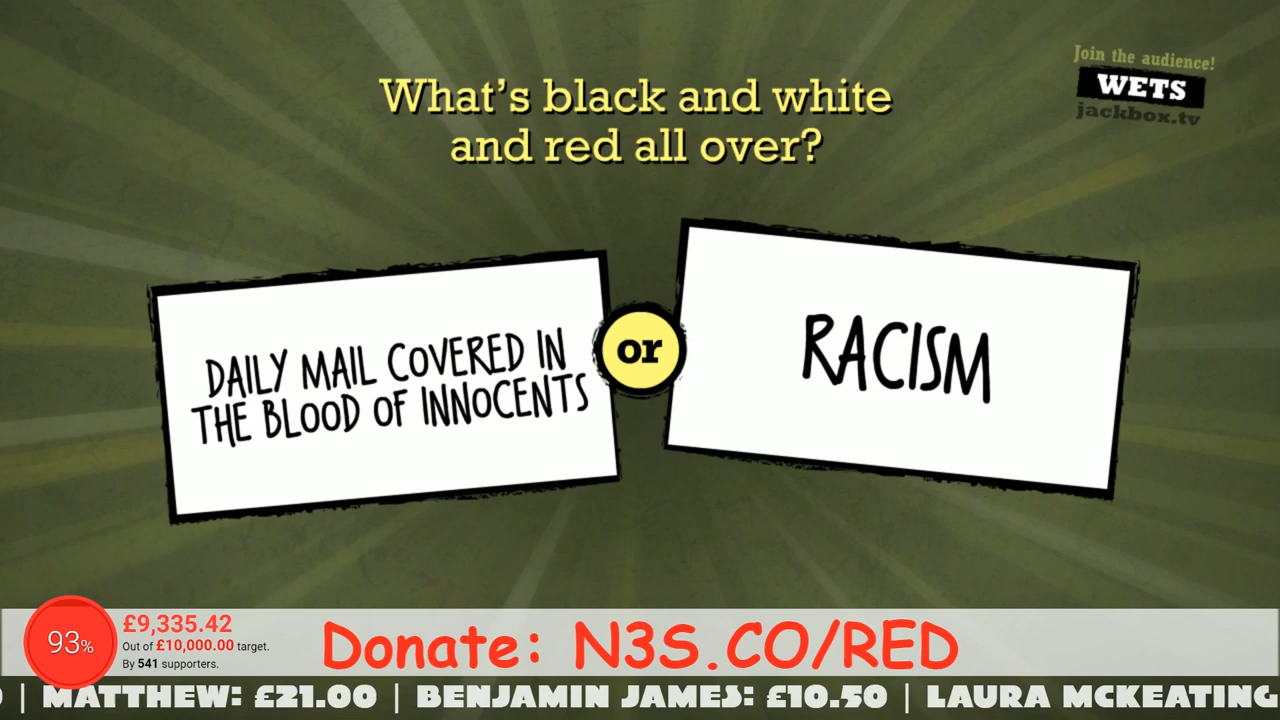 Join the audience!
WETS
jackbox.tv
What's black and white
and red all over?
DAILY MAIL COVERED IN
THE BLOOD OF INNOCENTS
or
RACISM
93%
£9,335.42
Out of £10,000.00 target.
By 541 supporters.
Donate: N3S.CO/RED
| MATTHEW: £21.00 | BENJAMIN JAMES: £10.50 | LAURA MCKEATING